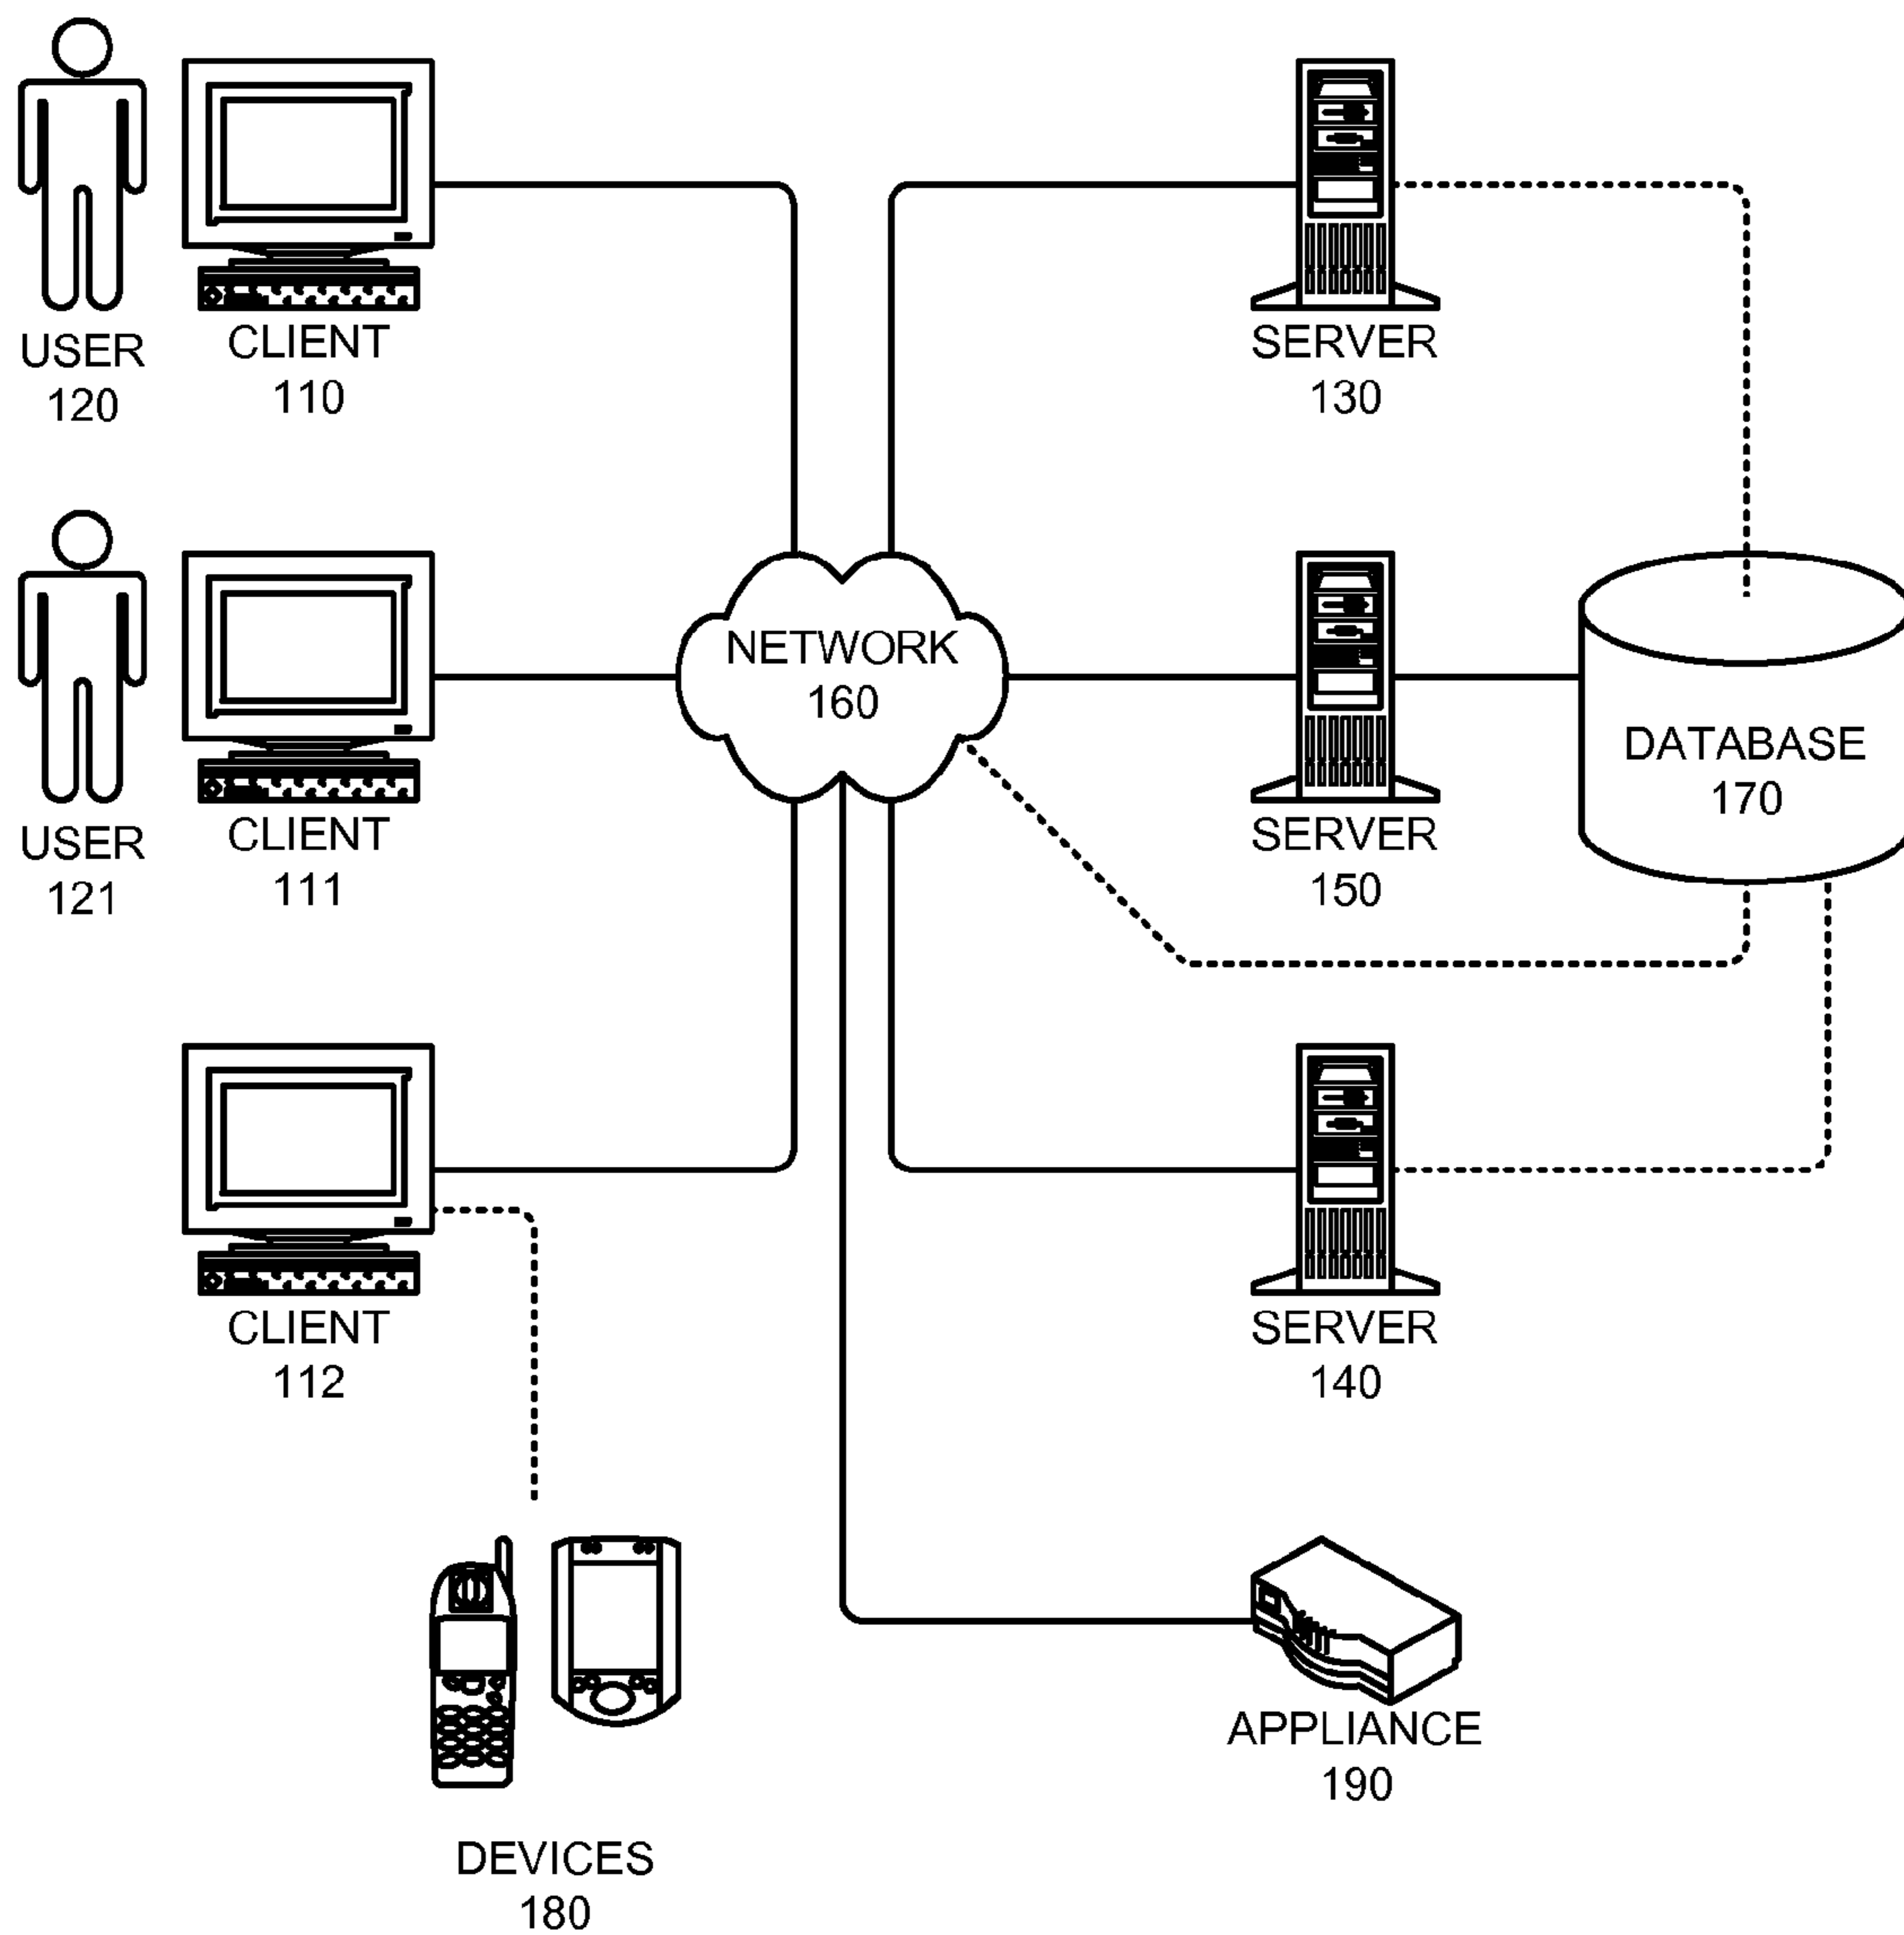 USER
120
CLIENT
110
SERVER
130
NETWORK
160
USER
121
CLIENT
111
SERVER
150
DATABASE
170
CLIENT
112
SERVER
140
DEVICES
180
APPLIANCE
190